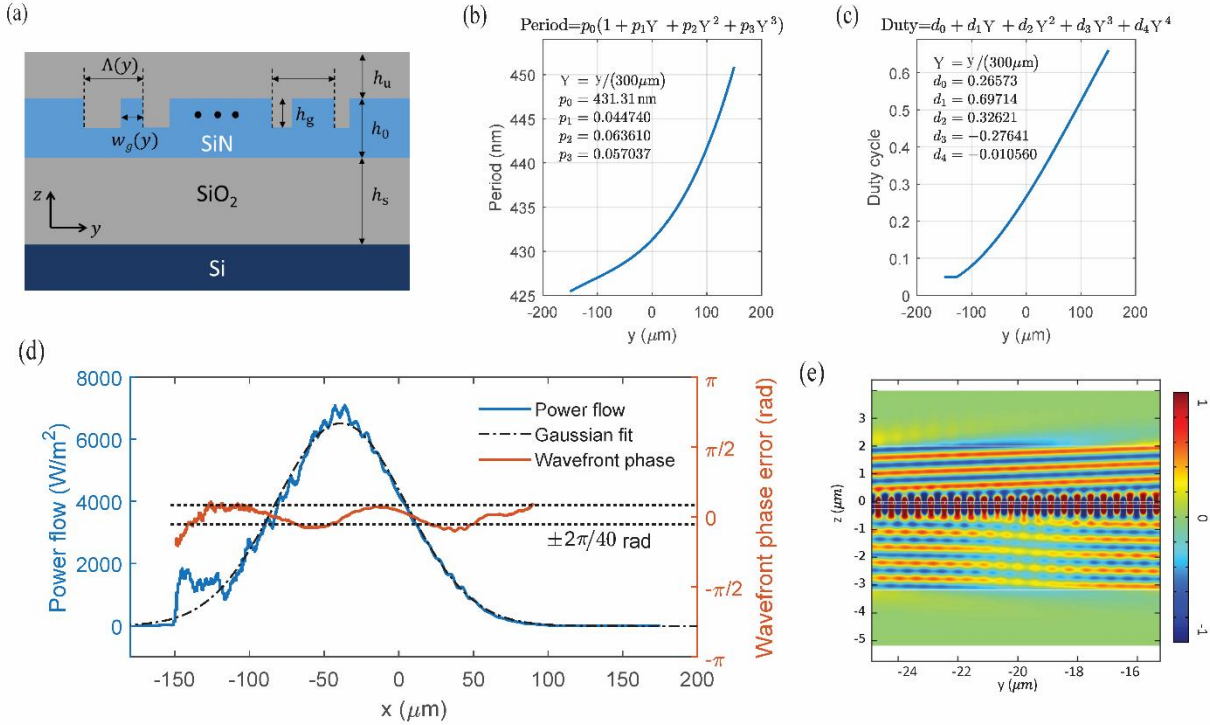 (a)
Λ(y)
h_u
h_g
h_0
w_g(y)
SiN
SiO₂
h_s
z
y
Si
(b)
Period=p₀(1 + p₁Y + p₂Y² + p₃Y³)
Y = y/(300μm)
p₀ = 431.31 nm
p₁ = 0.044740
p₂ = 0.063610
p₃ = 0.057037
Period (nm)
450
445
440
435
430
425
-200 -100 0 100 200
y (μm)
(c)
Duty=d₀ + d₁Y + d₂Y² + d₃Y³ + d₄Y⁴
Y = y/(300μm)
d₀ = 0.26573
d₁ = 0.69714
d₂ = 0.32621
d₃ = −0.27641
d₄ = −0.010560
Duty cycle
0.6
0.5
0.4
0.3
0.2
0.1
0
-200 -100 0 100 200
y (μm)
(d)
Power flow (W/m²)
8000
6000
4000
2000
0
Power flow
Gaussian fit
Wavefront phase
±2π/40 rad
π
π/2
0
-π/2
-π
Wavefront phase error (rad)
-150 -100 -50 0 50 100 150 200
x (μm)
(e)
z (μm)
3
2
1
0
-1
-2
-3
-4
-5
-24 -22 -20 -18 -16
y (μm)
1
0
-1